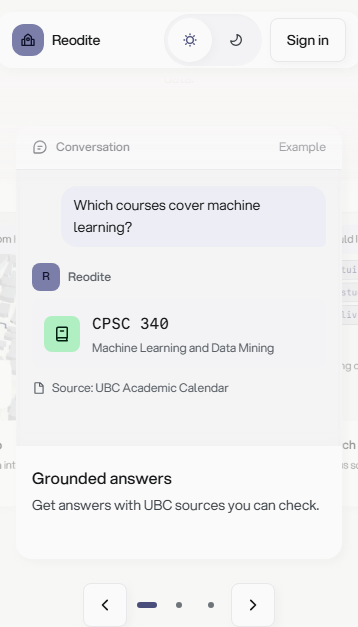 Reodite
Sign in
Conversation
Example
Which courses cover machine
learning?
R
Reodite
CPSC 340
Machine Learning and Data Mining
Source: UBC Academic Calendar
Grounded answers
Get answers with UBC sources you can check.